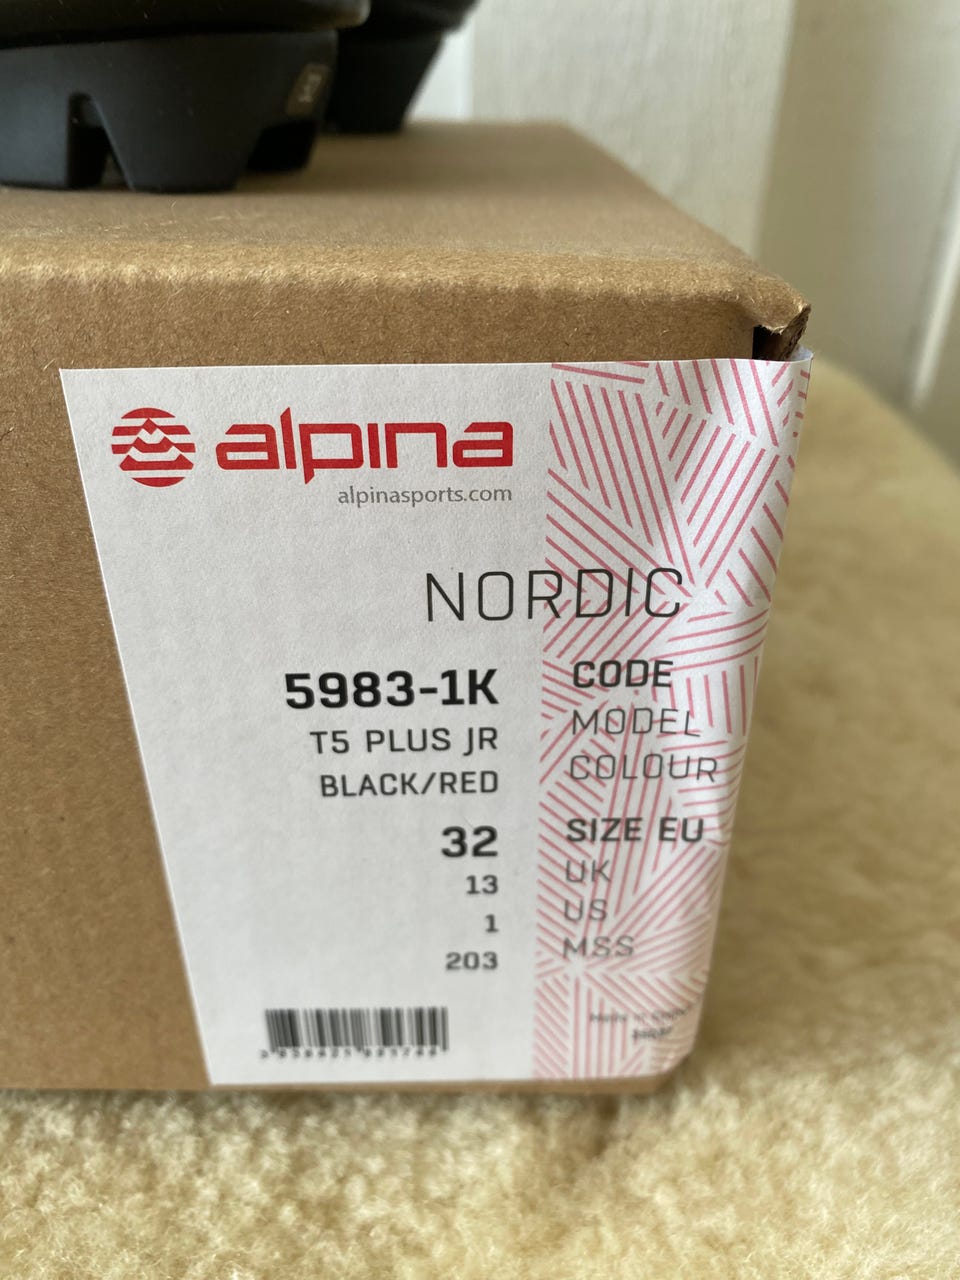 alpina
alpinasports.com
NORDIC
5983-1K CODE
T5 PLUS JR MODEL
BLACK/RED COLOUR
32 SIZE EU
13 UK
1 US
203 MSS